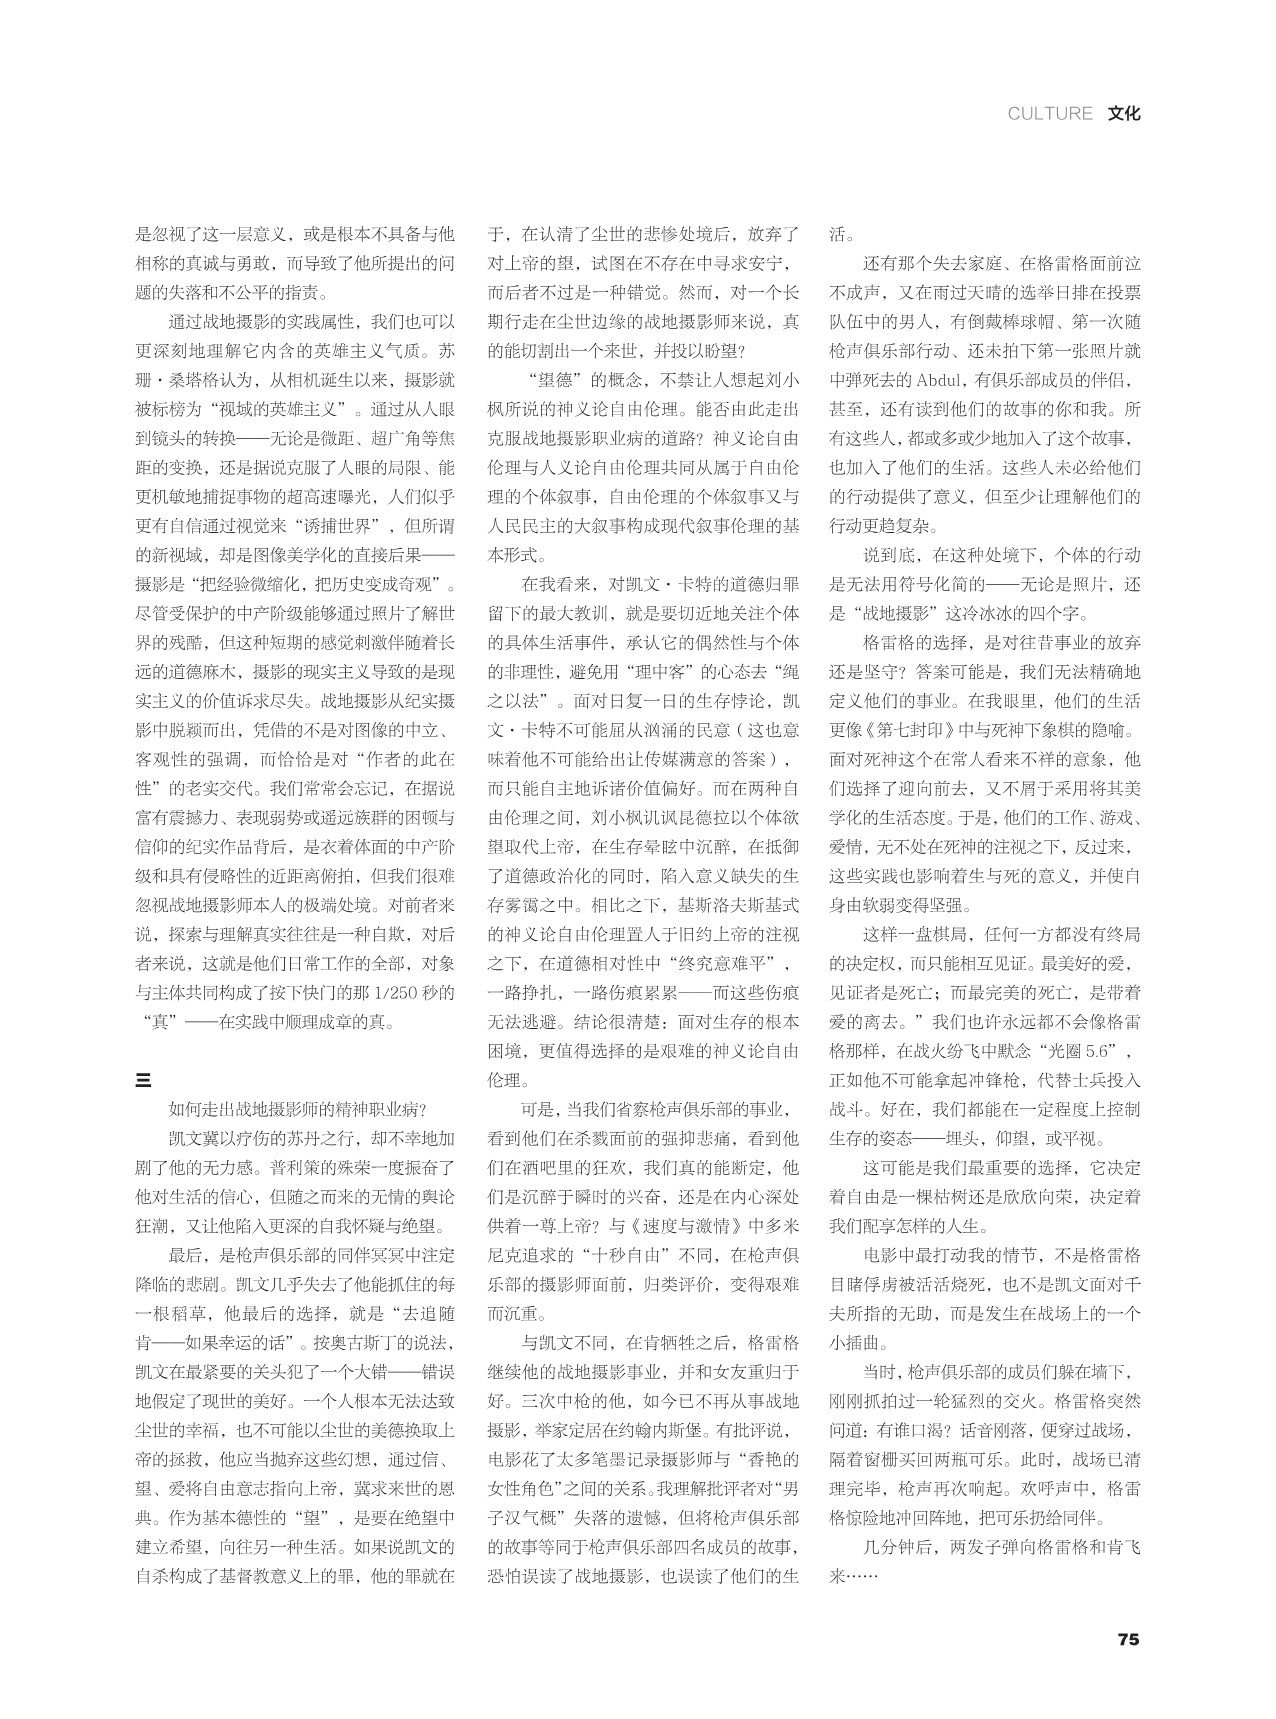 CULTURE 文化
是忽视了这一层意义，或是根本不具备与他
相称的真诚与勇敢，而导致了他所提出的问
题的失落和不公平的指责。
通过战地摄影的实践属性，我们也可以
更深刻地理解它内含的英雄主义气质。苏
珊·桑塔格认为，从相机诞生以来，摄影就
被标榜为“视域的英雄主义”。通过从人眼
到镜头的转换——无论是微距、超广角等焦
距的变换，还是据说克服了人眼的局限、能
更机敏地捕捉事物的超高速曝光，人们似乎
更有自信通过视觉来“诱捕世界”，但所谓
的新视域，却是图像美学化的直接后果——
摄影是“把经验微缩化，把历史变成奇观”。
尽管受保护的中产阶级能够通过照片了解世
界的残酷，但这种短期的感觉刺激伴随着长
远的道德麻木，摄影的现实主义导致的是现
实主义的价值诉求尽失。战地摄影从纪实摄
影中脱颖而出，凭借的不是对图像的中立、
客观性的强调，而恰恰是对“作者的此在
性”的老实交代。我们常常会忘记，在据说
富有震撼力、表现弱势或遥远族群的困顿与
信仰的纪实作品背后，是衣着体面的中产阶
级和具有侵略性的近距离俯拍，但我们很难
忽视战地摄影师本人的极端处境。对前者来
说，探索与理解真实往往是一种自欺，对后
者来说，这就是他们日常工作的全部，对象
与主体共同构成了按下快门的那 1/250 秒的
“真”——在实践中顺理成章的真。
三
如何走出战地摄影师的精神职业病？
凯文冀以疗伤的苏丹之行，却不幸地加
剧了他的无力感。普利策的殊荣一度振奋了
他对生活的信心，但随之而来的无情的舆论
狂潮，又让他陷入更深的自我怀疑与绝望。
最后，是枪声俱乐部的同伴冥冥中注定
降临的悲剧。凯文几乎失去了他能抓住的每
一根稻草，他最后的选择，就是“去追随
肯——如果幸运的话”。按奥古斯丁的说法，
凯文在最紧要的关头犯了一个大错——错误
地假定了现世的美好。一个人根本无法达致
尘世的幸福，也不可能以尘世的美德换取上
帝的拯救，他应当抛弃这些幻想，通过信、
望、爱将自由意志指向上帝，冀求来世的恩
典。作为基本德性的“望”，是要在绝望中
建立希望，向往另一种生活。如果说凯文的
自杀构成了基督教意义上的罪，他的罪就在
于，在认清了尘世的悲惨处境后，放弃了
对上帝的望，试图在不存在中寻求安宁，
而后者不过是一种错觉。然而，对一个长
期行走在尘世边缘的战地摄影师来说，真
的能切割出一个来世，并投以盼望？
“望德”的概念，不禁让人想起刘小
枫所说的神义论自由伦理。能否由此走出
克服战地摄影职业病的道路？神义论自由
伦理与人义论自由伦理共同从属于自由伦
理的个体叙事，自由伦理的个体叙事又与
人民民主的大叙事构成现代叙事伦理的基
本形式。
在我看来，对凯文·卡特的道德归罪
留下的最大教训，就是要切近地关注个体
的具体生活事件，承认它的偶然性与个体
的非理性，避免用“理中客”的心态去“绳
之以法”。面对日复一日的生存悖论，凯
文·卡特不可能屈从汹涌的民意（这也意
味着他不可能给出让传媒满意的答案），
而只能自主地诉诸价值偏好。而在两种自
由伦理之间，刘小枫讥讽昆德拉以个体欲
望取代上帝，在生存晕眩中沉醉，在抵御
了道德政治化的同时，陷入意义缺失的生
存雾霭之中。相比之下，基斯洛夫斯基式
的神义论自由伦理置人于旧约上帝的注视
之下，在道德相对性中“终究意难平”，
一路挣扎，一路伤痕累累——而这些伤痕
无法逃避。结论很清楚：面对生存的根本
困境，更值得选择的是艰难的神义论自由
伦理。
可是，当我们省察枪声俱乐部的事业，
看到他们在杀戮面前的强抑悲痛，看到他
们在酒吧里的狂欢，我们真的能断定，他
们是沉醉于瞬时的兴奋，还是在内心深处
供着一尊上帝？与《速度与激情》中多米
尼克追求的“十秒自由”不同，在枪声俱
乐部的摄影师面前，归类评价，变得艰难
而沉重。
与凯文不同，在肯牺牲之后，格雷格
继续他的战地摄影事业，并和女友重归于
好。三次中枪的他，如今已不再从事战地
摄影，举家定居在约翰内斯堡。有批评说，
电影花了太多笔墨记录摄影师与“香艳的
女性角色”之间的关系。我理解批评者对“男
子汉气概”失落的遗憾，但将枪声俱乐部
的故事等同于枪声俱乐部四名成员的故事，
恐怕误读了战地摄影，也误读了他们的生
活。
还有那个失去家庭、在格雷格面前泣
不成声，又在雨过天晴的选举日排在投票
队伍中的男人，有倒戴棒球帽、第一次随
枪声俱乐部行动、还未拍下第一张照片就
中弹死去的 Abdul，有俱乐部成员的伴侣，
甚至，还有读到他们的故事的你和我。所
有这些人，都或多或少地加入了这个故事，
也加入了他们的生活。这些人未必给他们
的行动提供了意义，但至少让理解他们的
行动更趋复杂。
说到底，在这种处境下，个体的行动
是无法用符号化简的——无论是照片，还
是“战地摄影”这冷冰冰的四个字。
格雷格的选择，是对往昔事业的放弃
还是坚守？答案可能是，我们无法精确地
定义他们的事业。在我眼里，他们的生活
更像《第七封印》中与死神下象棋的隐喻。
面对死神这个在常人看来不祥的意象，他
们选择了迎向前去，又不屑于采用将其美
学化的生活态度。于是，他们的工作、游戏、
爱情，无不处在死神的注视之下，反过来，
这些实践也影响着生与死的意义，并使自
身由软弱变得坚强。
这样一盘棋局，任何一方都没有终局
的决定权，而只能相互见证。最美好的爱，
见证者是死亡；而最完美的死亡，是带着
爱的离去。”我们也许永远都不会像格雷
格那样，在战火纷飞中默念“光圈 5.6”，
正如他不可能拿起冲锋枪，代替士兵投入
战斗。好在，我们都能在一定程度上控制
生存的姿态——埋头，仰望，或平视。
这可能是我们最重要的选择，它决定
着自由是一棵枯树还是欣欣向荣，决定着
我们配享怎样的人生。
电影中最打动我的情节，不是格雷格
目睹俘虏被活活烧死，也不是凯文面对千
夫所指的无助，而是发生在战场上的一个
小插曲。
当时，枪声俱乐部的成员们躲在墙下，
刚刚抓拍过一轮猛烈的交火。格雷格突然
问道：有谁口渴？话音刚落，便穿过战场，
隔着窗栅买回两瓶可乐。此时，战场已清
理完毕，枪声再次响起。欢呼声中，格雷
格惊险地冲回阵地，把可乐扔给同伴。
几分钟后，两发子弹向格雷格和肯飞
来……
75